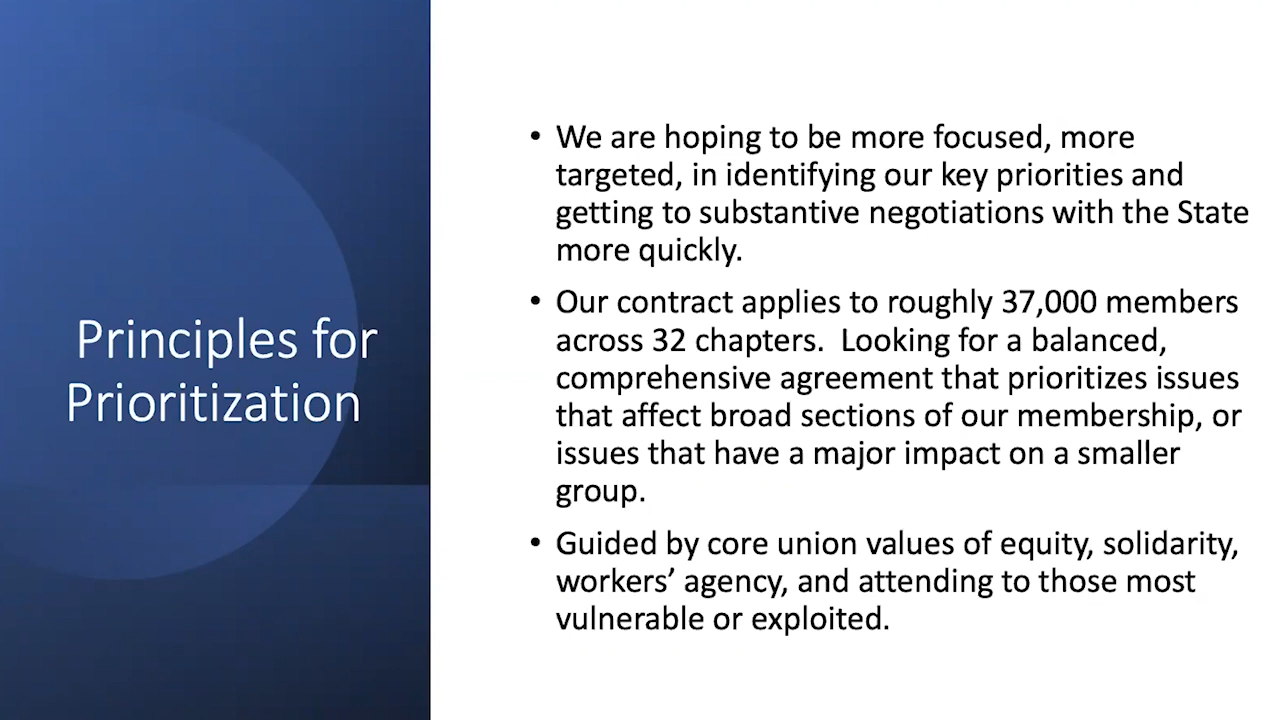 Principles for
Prioritization
• We are hoping to be more focused, more
targeted, in identifying our key priorities and
getting to substantive negotiations with the State
more quickly.
• Our contract applies to roughly 37,000 members
across 32 chapters.  Looking for a balanced,
comprehensive agreement that prioritizes issues
that affect broad sections of our membership, or
issues that have a major impact on a smaller
group.
• Guided by core union values of equity, solidarity,
workers’ agency, and attending to those most
vulnerable or exploited.